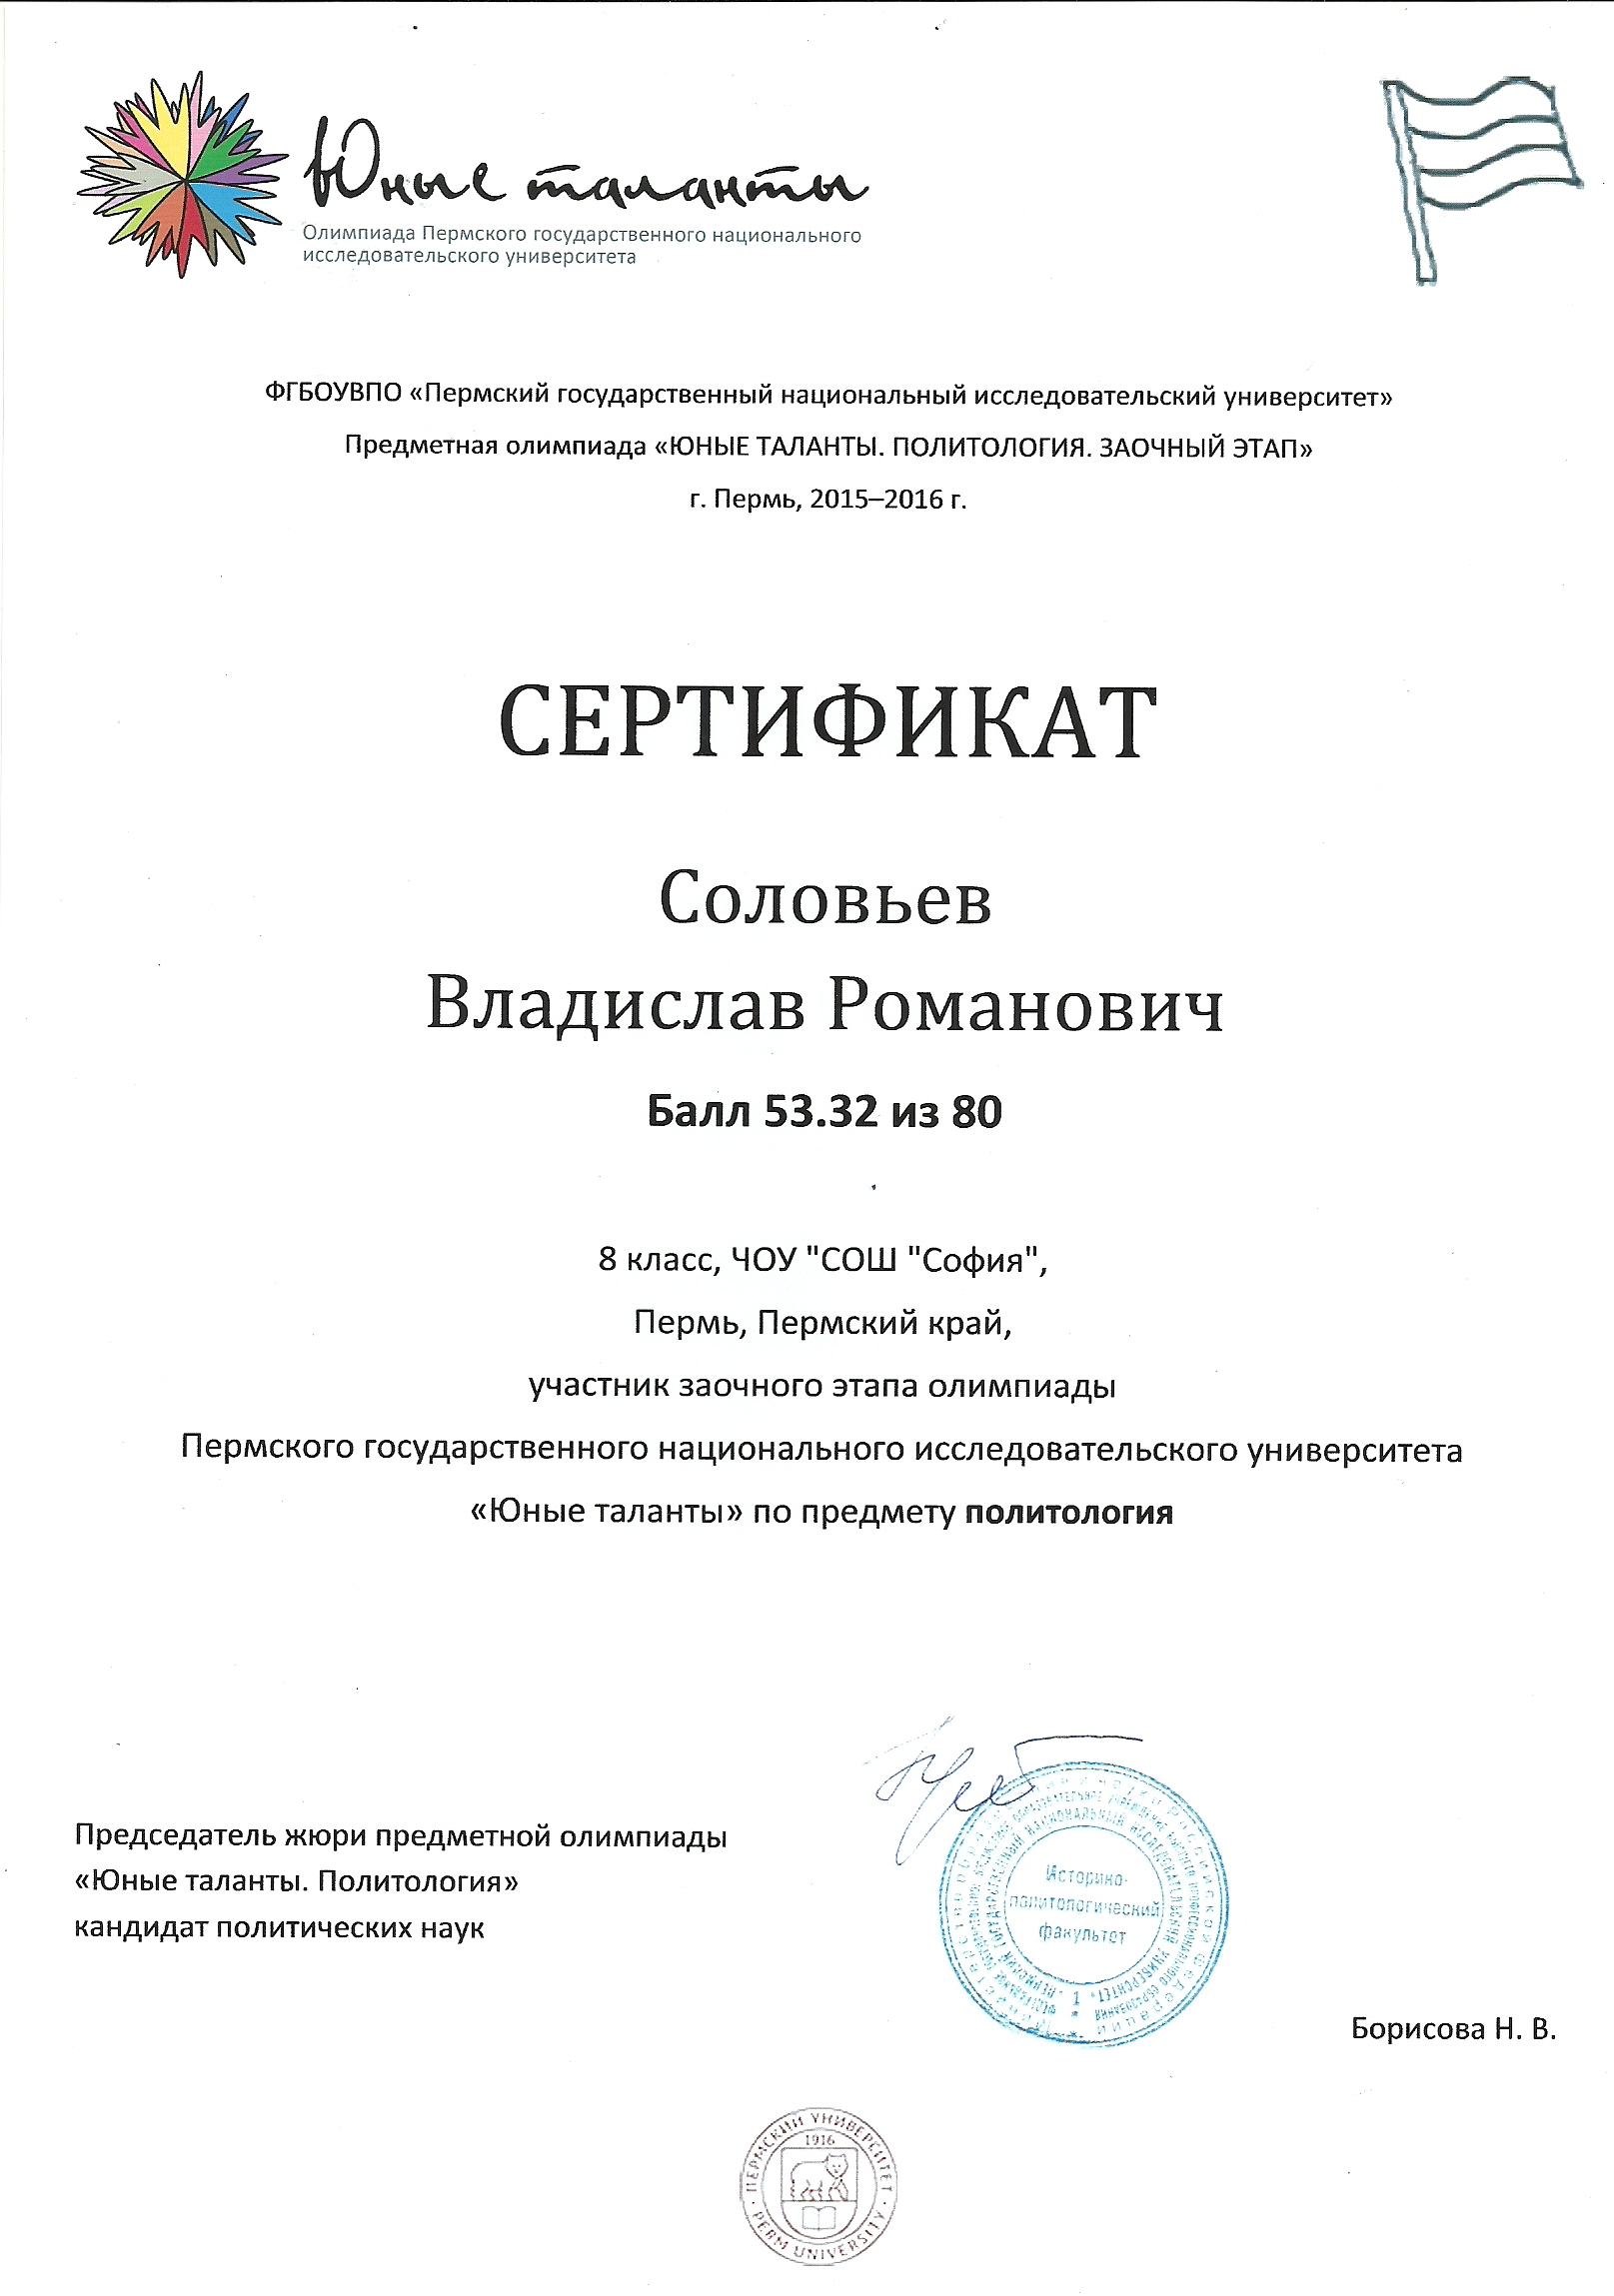 Юные таланты
Олимпиада Пермского государственного национального
исследовательского университета
ФГБОУВПО «Пермский государственный национальный исследовательский университет»
Предметная олимпиада «ЮНЫЕ ТАЛАНТЫ. ПОЛИТОЛОГИЯ. ЗАОЧНЫЙ ЭТАП»
г. Пермь, 2015–2016 г.
СЕРТИФИКАТ
Соловьев
Владислав Романович
Балл 53.32 из 80
8 класс, ЧОУ "СОШ "София",
Пермь, Пермский край,
участник заочного этапа олимпиады
Пермского государственного национального исследовательского университета
«Юные таланты» по предмету политология
Председатель жюри предметной олимпиады
«Юные таланты. Политология»
кандидат политических наук
Историко-
политологический
факультет
Борисова Н. В.
ПЕРМСКИЙ УНИВЕРСИТЕТ
1916
PERM UNIVERSITY